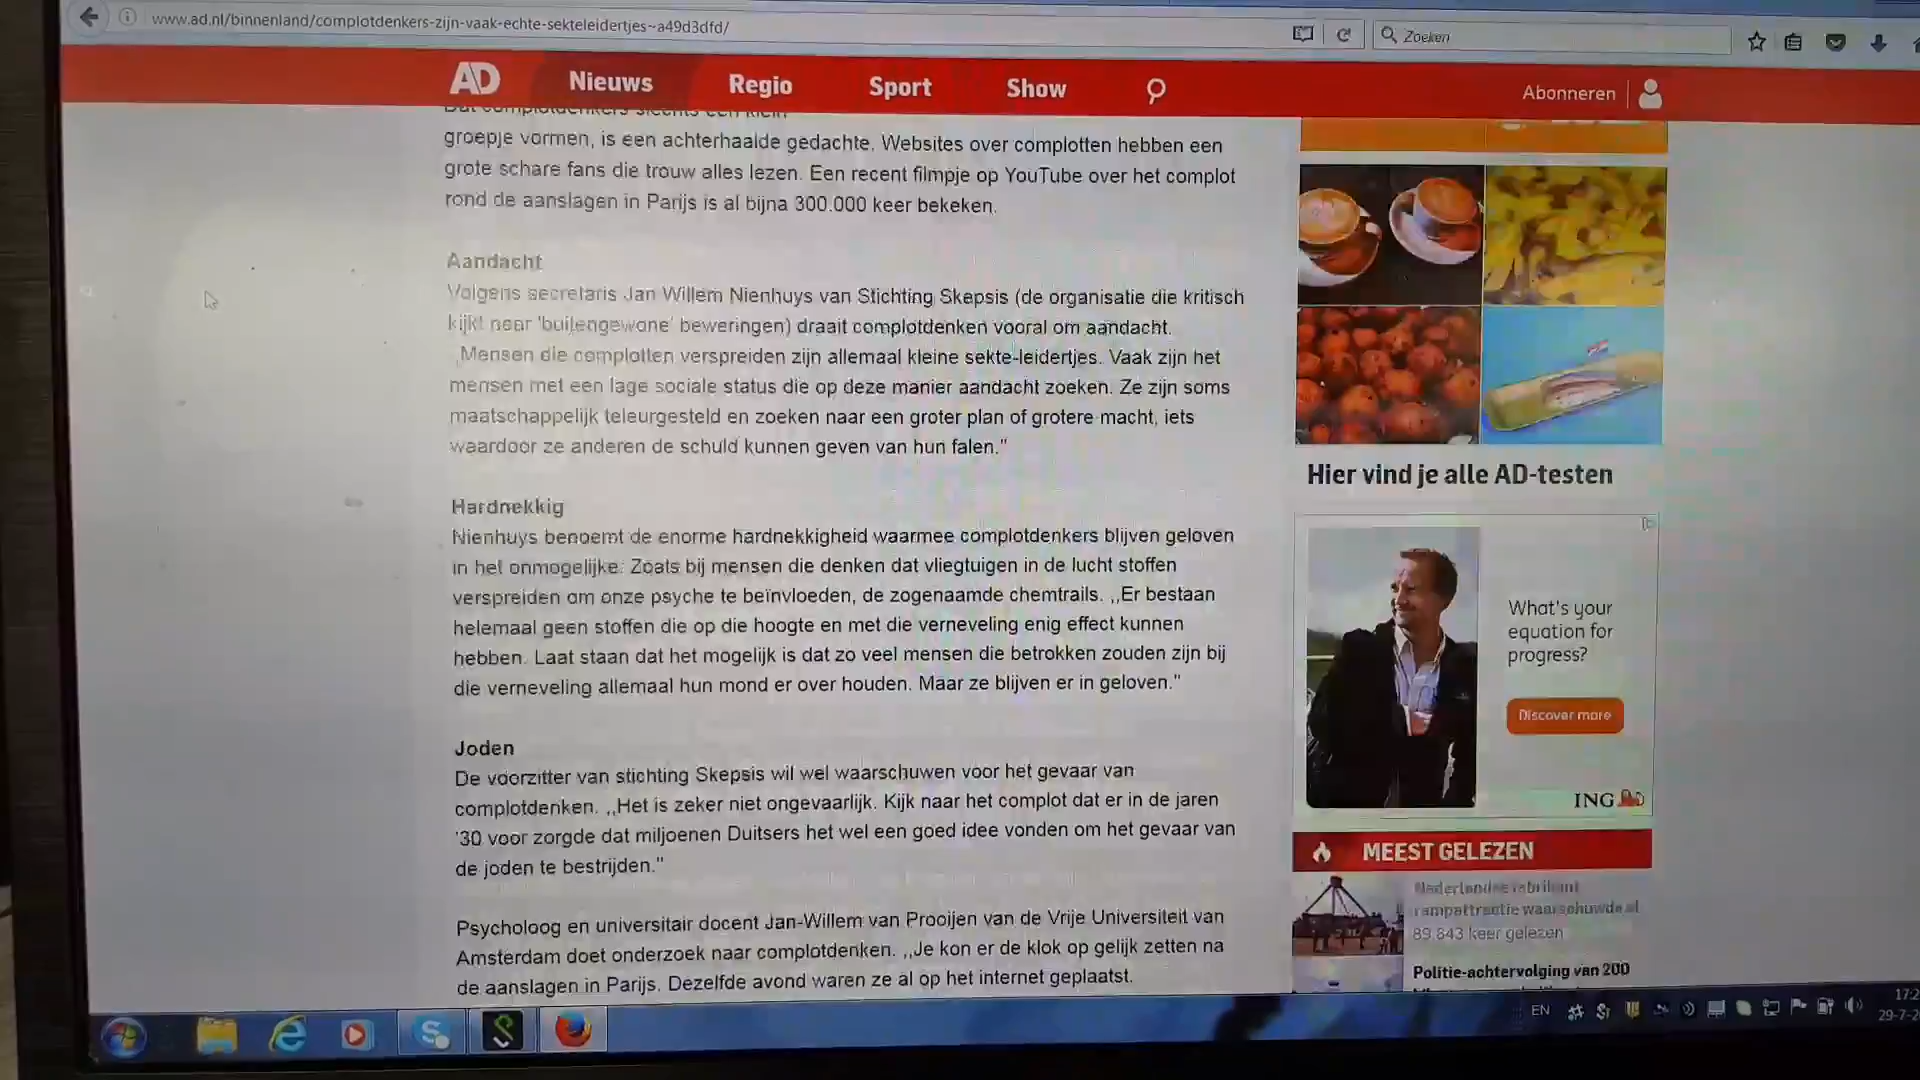 www.ad.nl/binnenland/complotdenkers-zijn-vaak-echte-sekteleidertjes~a49d3dfd/
Zoeken
AD Nieuws Regio Sport Show
Abonneren
Dat complotdenkers slechts een klein
groepje vormen, is een achterhaalde gedachte. Websites over complotten hebben een
grote schare fans die trouw alles lezen. Een recent filmpje op YouTube over het complot
rond de aanslagen in Parijs is al bijna 300.000 keer bekeken.
Aandacht
Volgens secretaris Jan Willem Nienhuys van Stichting Skepsis (de organisatie die kritisch
kijkt naar 'buitengewone' beweringen) draait complotdenken vooral om aandacht.
,,Mensen die complotten verspreiden zijn allemaal kleine sekte-leidertjes. Vaak zijn het
mensen met een lage sociale status die op deze manier aandacht zoeken. Ze zijn soms
maatschappelijk teleurgesteld en zoeken naar een groter plan of grotere macht, iets
waardoor ze anderen de schuld kunnen geven van hun falen."
Hardnekkig
Nienhuys benoemt de enorme hardnekkigheid waarmee complotdenkers blijven geloven
in het onmogelijke. Zoals bij mensen die denken dat vliegtuigen in de lucht stoffen
verspreiden om onze psyche te beïnvloeden, de zogenaamde chemtrails. ,,Er bestaan
helemaal geen stoffen die op die hoogte en met die verneveling enig effect kunnen
hebben. Laat staan dat het mogelijk is dat zo veel mensen die betrokken zouden zijn bij
die verneveling allemaal hun mond er over houden. Maar ze blijven er in geloven."
Joden
De voorzitter van stichting Skepsis wil wel waarschuwen voor het gevaar van
complotdenken. ,,Het is zeker niet ongevaarlijk. Kijk naar het complot dat er in de jaren
'30 voor zorgde dat miljoenen Duitsers het wel een goed idee vonden om het gevaar van
de joden te bestrijden."
Psycholoog en universitair docent Jan-Willem van Prooijen van de Vrije Universiteit van
Amsterdam doet onderzoek naar complotdenken. ,,Je kon er de klok op gelijk zetten na
de aanslagen in Parijs. Dezelfde avond waren ze al op het internet geplaatst.
Hier vind je alle AD-testen
What's your
equation for
progress?
Discover more
ING
MEEST GELEZEN
Nederlandse fabrikant
rampattractie waarschuwde al
89.843 keer gelezen
Politie-achtervolging van 200
EN
17:2
29-7-2